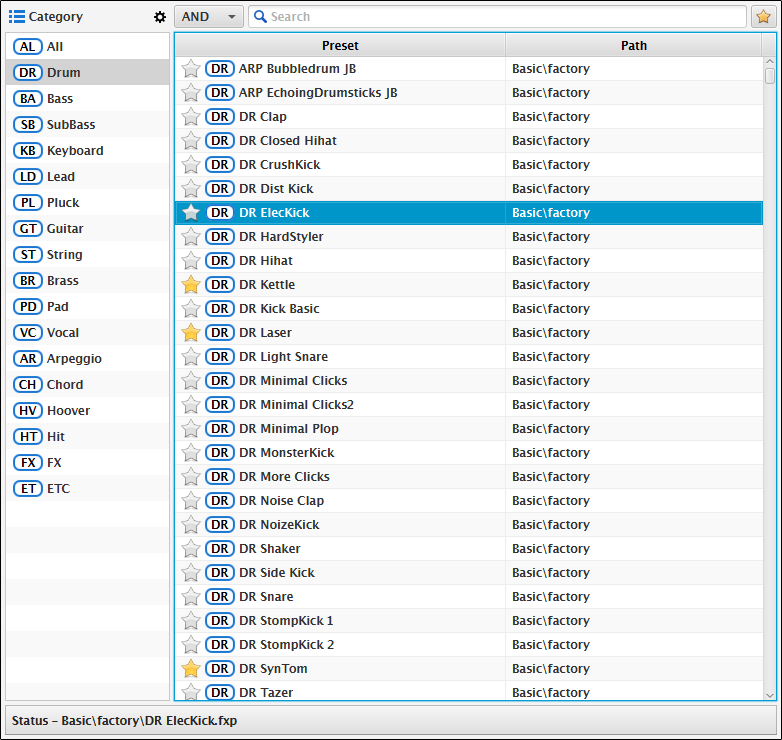 Category
AND
Search
AL All
DR Drum
BA Bass
SB SubBass
KB Keyboard
LD Lead
PL Pluck
GT Guitar
ST String
BR Brass
PD Pad
VC Vocal
AR Arpeggio
CH Chord
HV Hoover
HT Hit
FX FX
ET ETC
Preset Path
DR ARP Bubbledrum JB Basic\factory
DR ARP EchoingDrumsticks JB Basic\factory
DR DR Clap Basic\factory
DR DR Closed Hihat Basic\factory
DR DR CrushKick Basic\factory
DR DR Dist Kick Basic\factory
DR DR ElecKick Basic\factory
DR DR HardStyler Basic\factory
DR DR Hihat Basic\factory
DR DR Kettle Basic\factory
DR DR Kick Basic Basic\factory
DR DR Laser Basic\factory
DR DR Light Snare Basic\factory
DR DR Minimal Clicks Basic\factory
DR DR Minimal Clicks2 Basic\factory
DR DR Minimal Plop Basic\factory
DR DR MonsterKick Basic\factory
DR DR More Clicks Basic\factory
DR DR Noise Clap Basic\factory
DR DR NoizeKick Basic\factory
DR DR Shaker Basic\factory
DR DR Side Kick Basic\factory
DR DR Snare Basic\factory
DR DR StompKick 1 Basic\factory
DR DR StompKick 2 Basic\factory
DR DR SynTom Basic\factory
DR DR Tazer Basic\factory
Status – Basic\factory\DR ElecKick.fxp